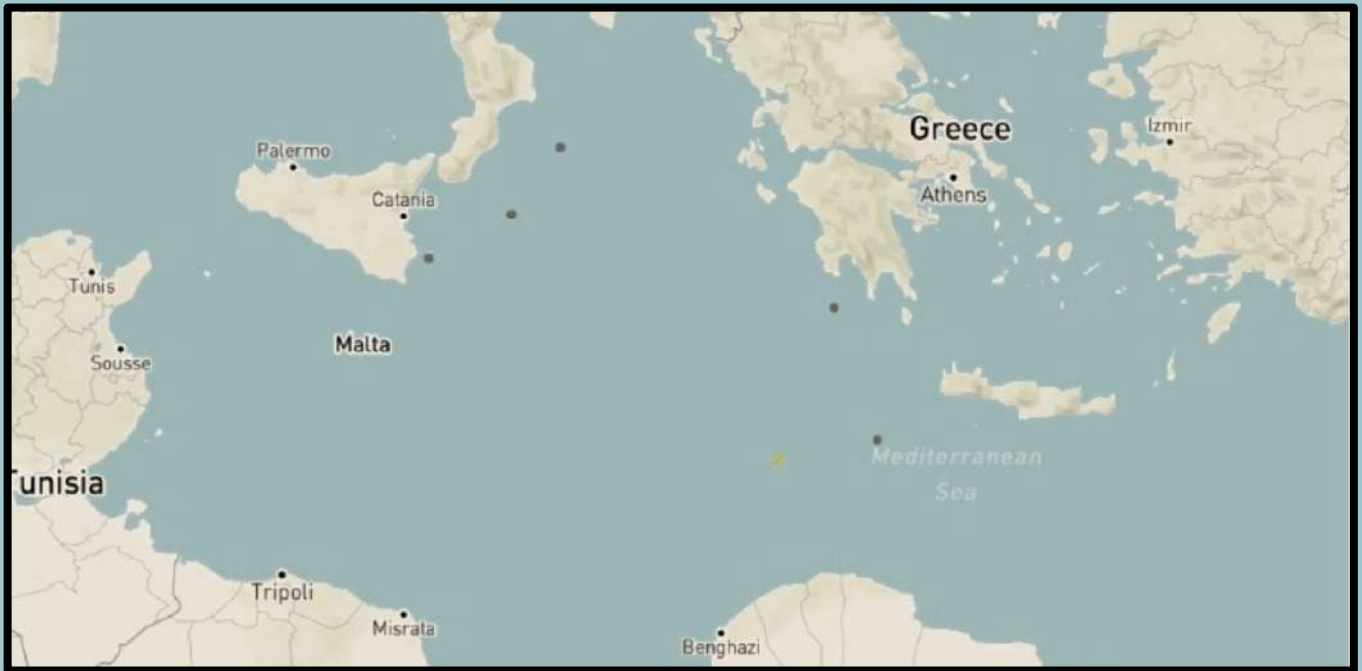 Greece
Izmir
Palermo
Athens
Catania
Tunis
Malta
Sousse
Mediterranean
Sea
Tunisia
Tripoli
Misrata
Benghazi